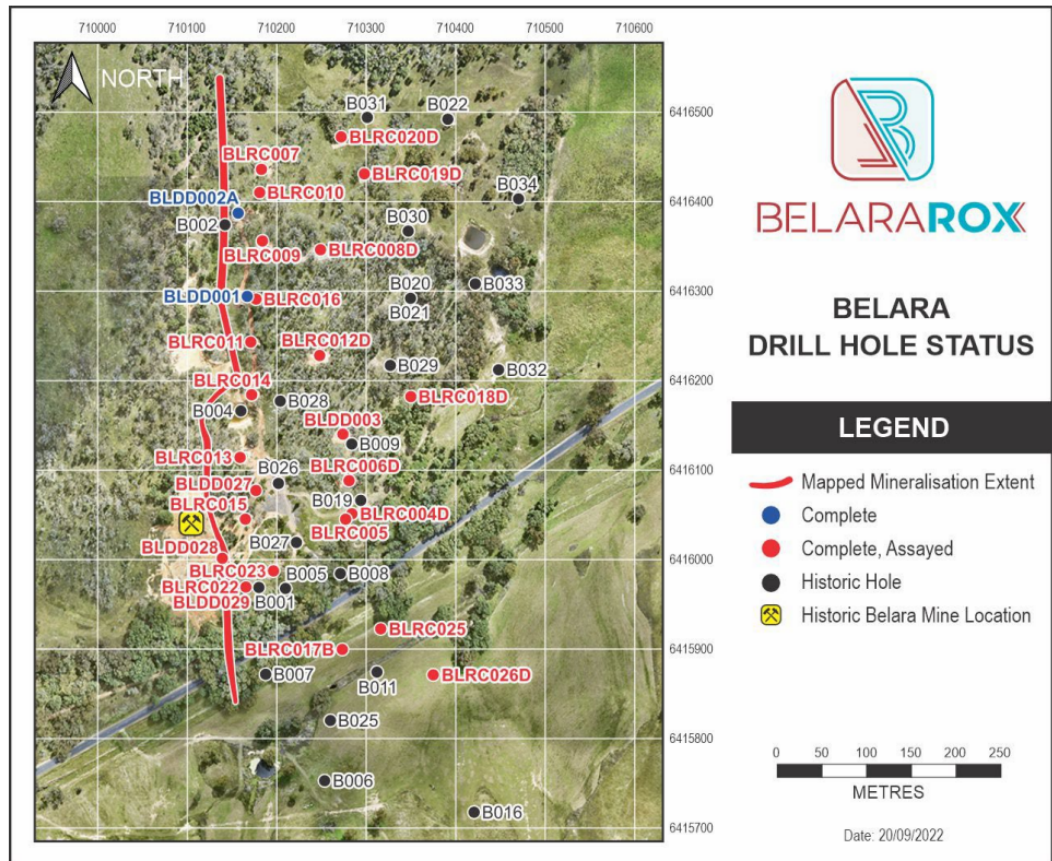 710000 710100 710200 710300 710400 710500 710600
NORTH
B031
B022
6416500
BLRC020D
BLRC007
BLRC019D
BLRC010
B034
BLDD002A
6416400
B002
B030
BLRC009
BLRC008D
B020
B033
BLDD001
BLRC016
6416300
B021
BLRC011
BLRC012D
B029
B032
BLRC014
6416200
BLRC018D
B028
B004
BLDD003
B009
BLRC013
B026
BLRC006D
6416100
BLDD027
B019
BLRC015
BLRC004D
BLRC005
B027
BLDD028
6416000
BLRC023
B005
B008
BLRC022
B001
BLDD029
BLRC025
BLRC017B
6415900
B007
B011
BLRC026D
B025
6415800
B006
B016
6415700
BELARAROX
BELARA
DRILL HOLE STATUS
LEGEND
Mapped Mineralisation Extent
Complete
Complete, Assayed
Historic Hole
Historic Belara Mine Location
0 50 100 150 200 250
METRES
Date: 20/09/2022